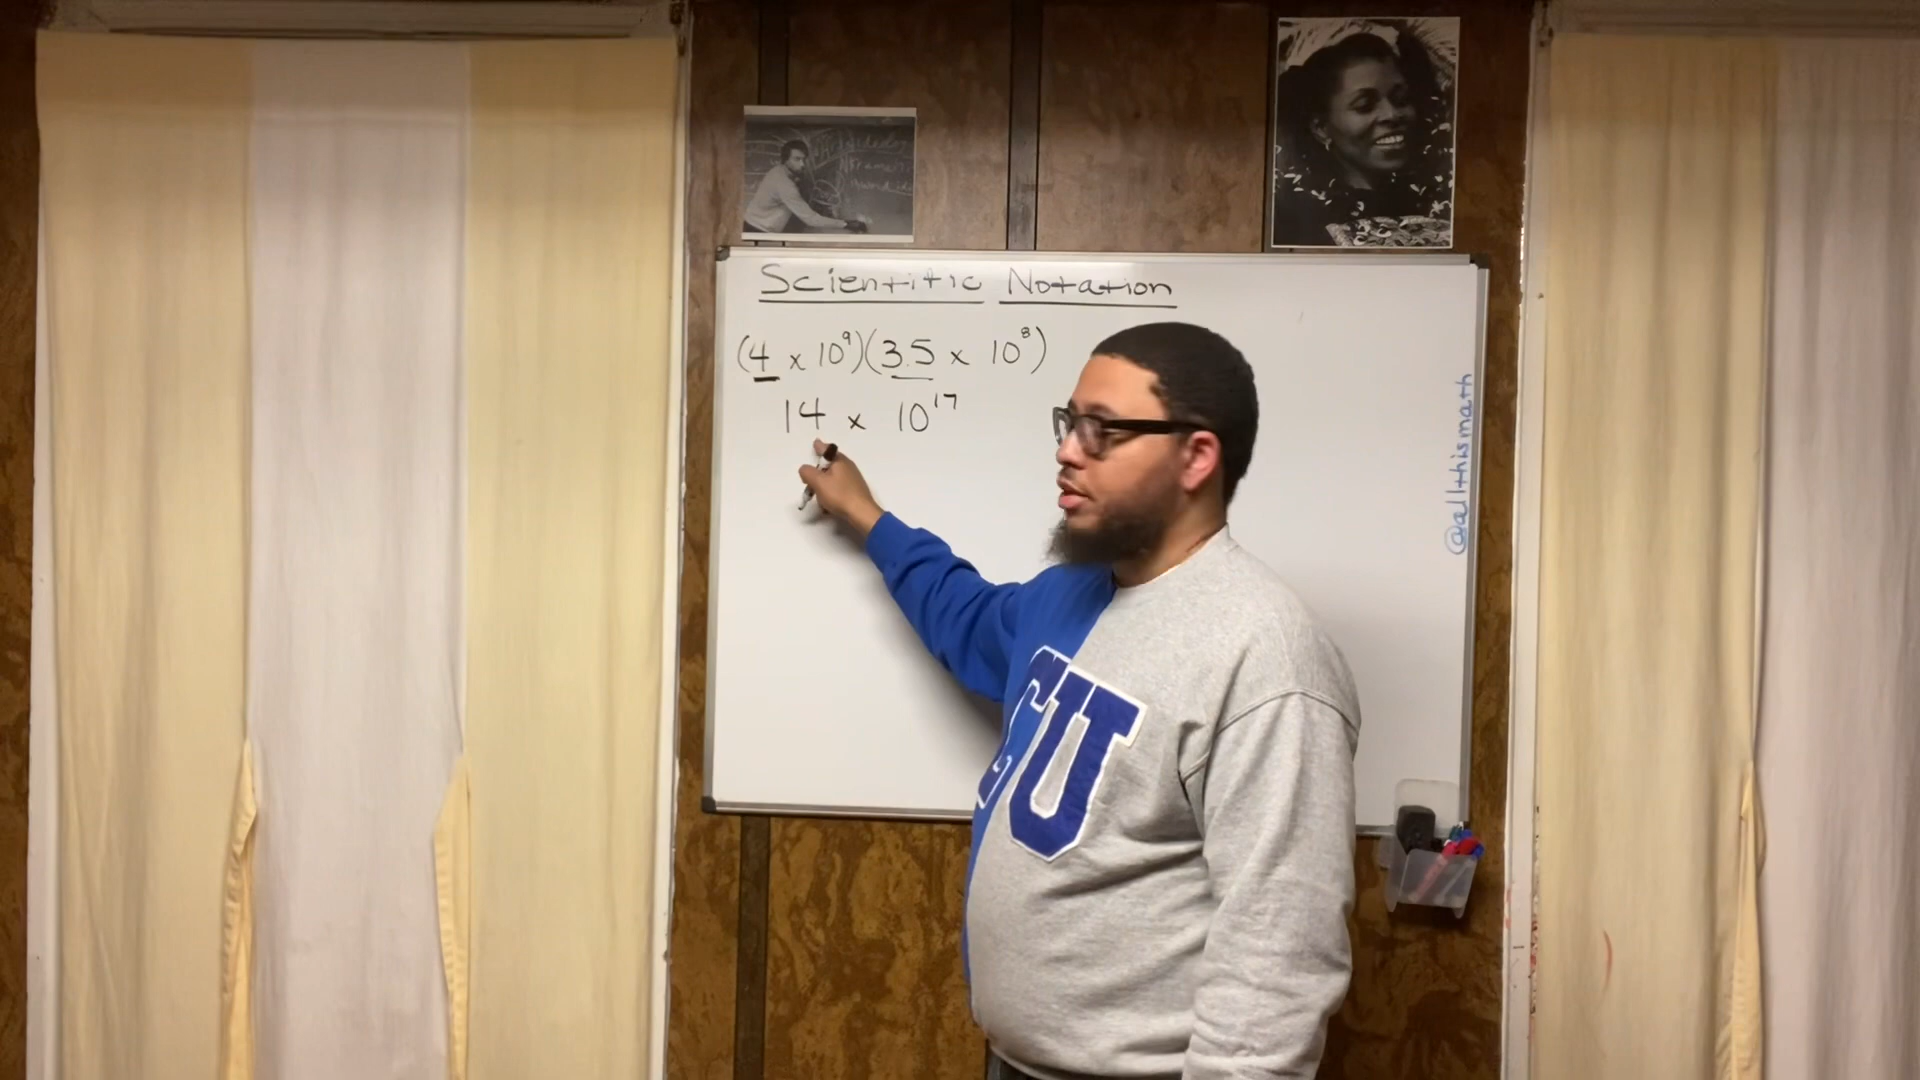 Scientific Notation
(4 x 10⁹)(3.5 x 10⁸)
14 x 10¹⁷
@allthismath
U